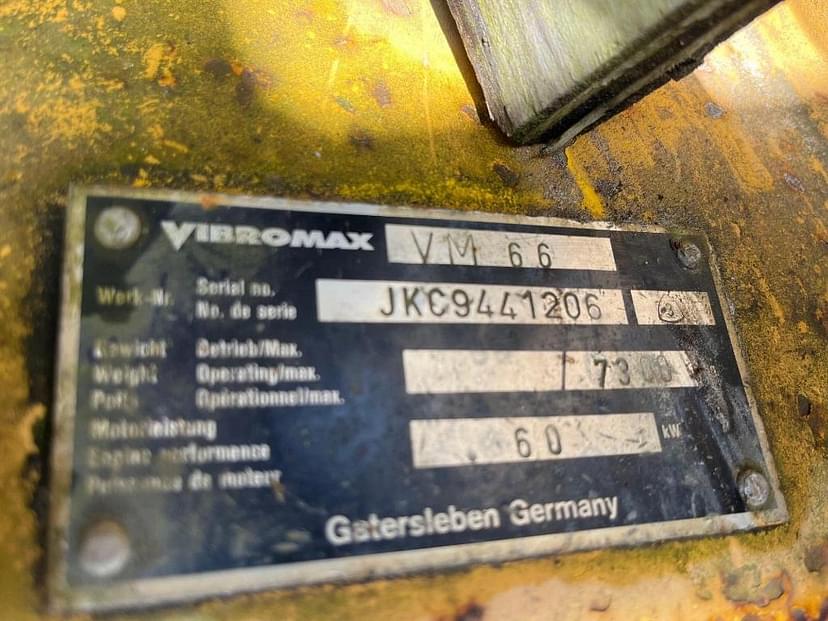 VIBROMAX VM 66
Werk-Nr. Serial no. JKC9441206
No. de serie
Gewicht Betrieb/Max.
Weight Operating/max. / 7300
Poids Opérationnel/max.
Motorleistung
Engine performance 60 kW
Puissance de moteur
Gatersleben Germany